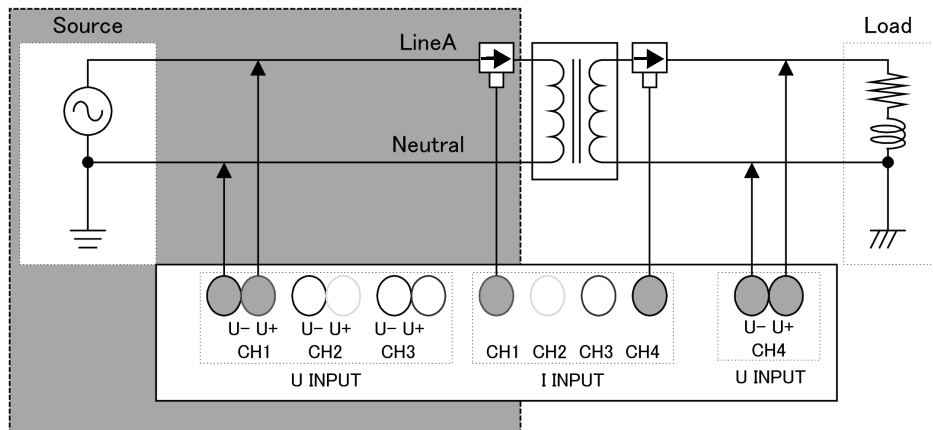 Source
Load
LineA
Neutral
U- U+ U- U+ U- U+
CH1 CH2 CH3
U INPUT
CH1 CH2 CH3 CH4
I INPUT
U- U+
CH4
U INPUT